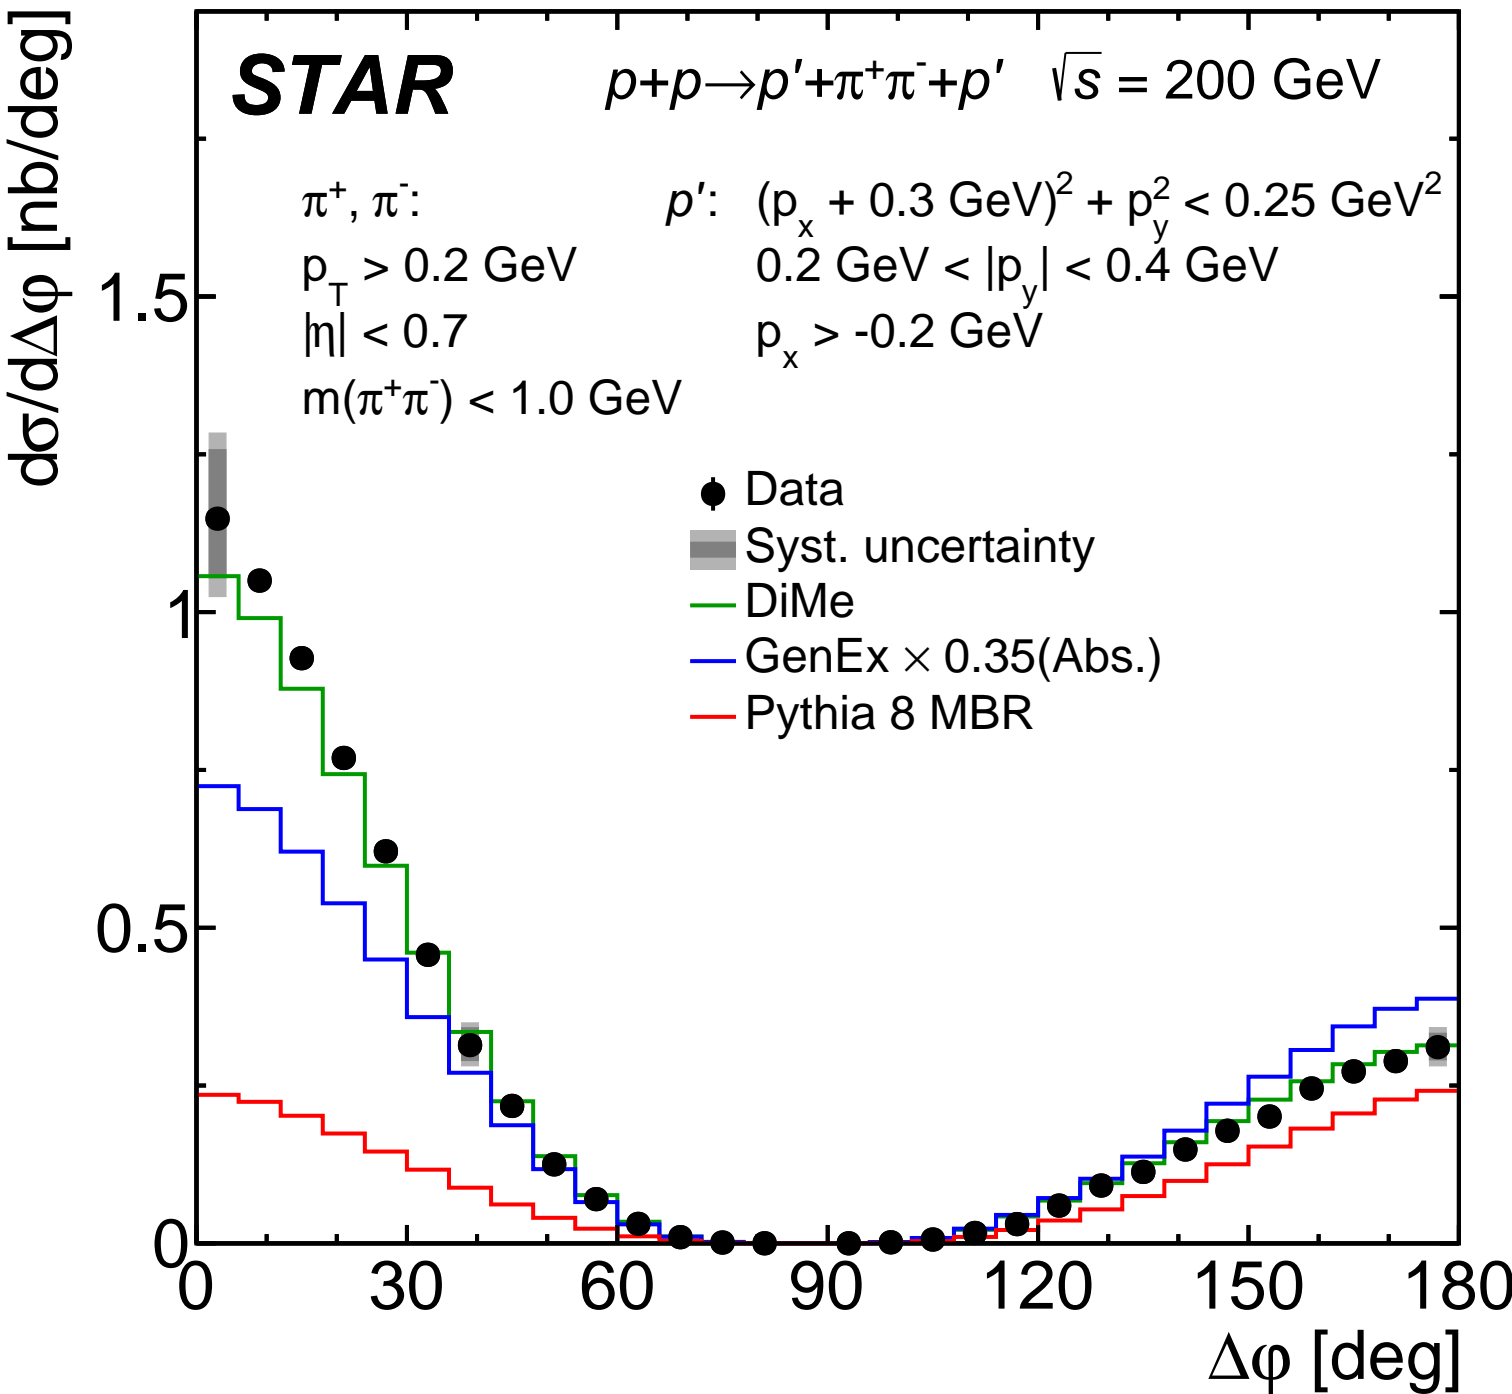 dσ/dΔφ [nb/deg]
STAR p+p→p′+π⁺π⁻+p′ √s = 200 GeV
π⁺, π⁻: p′: (pₓ + 0.3 GeV)² + p_y² < 0.25 GeV²
p_T > 0.2 GeV 0.2 GeV < |p_y| < 0.4 GeV
|η| < 0.7 pₓ > -0.2 GeV
m(π⁺π⁻) < 1.0 GeV
Data
Syst. uncertainty
DiMe
GenEx × 0.35(Abs.)
Pythia 8 MBR
1.5
1
0.5
0
0 30 60 90 120 150 180
Δφ [deg]